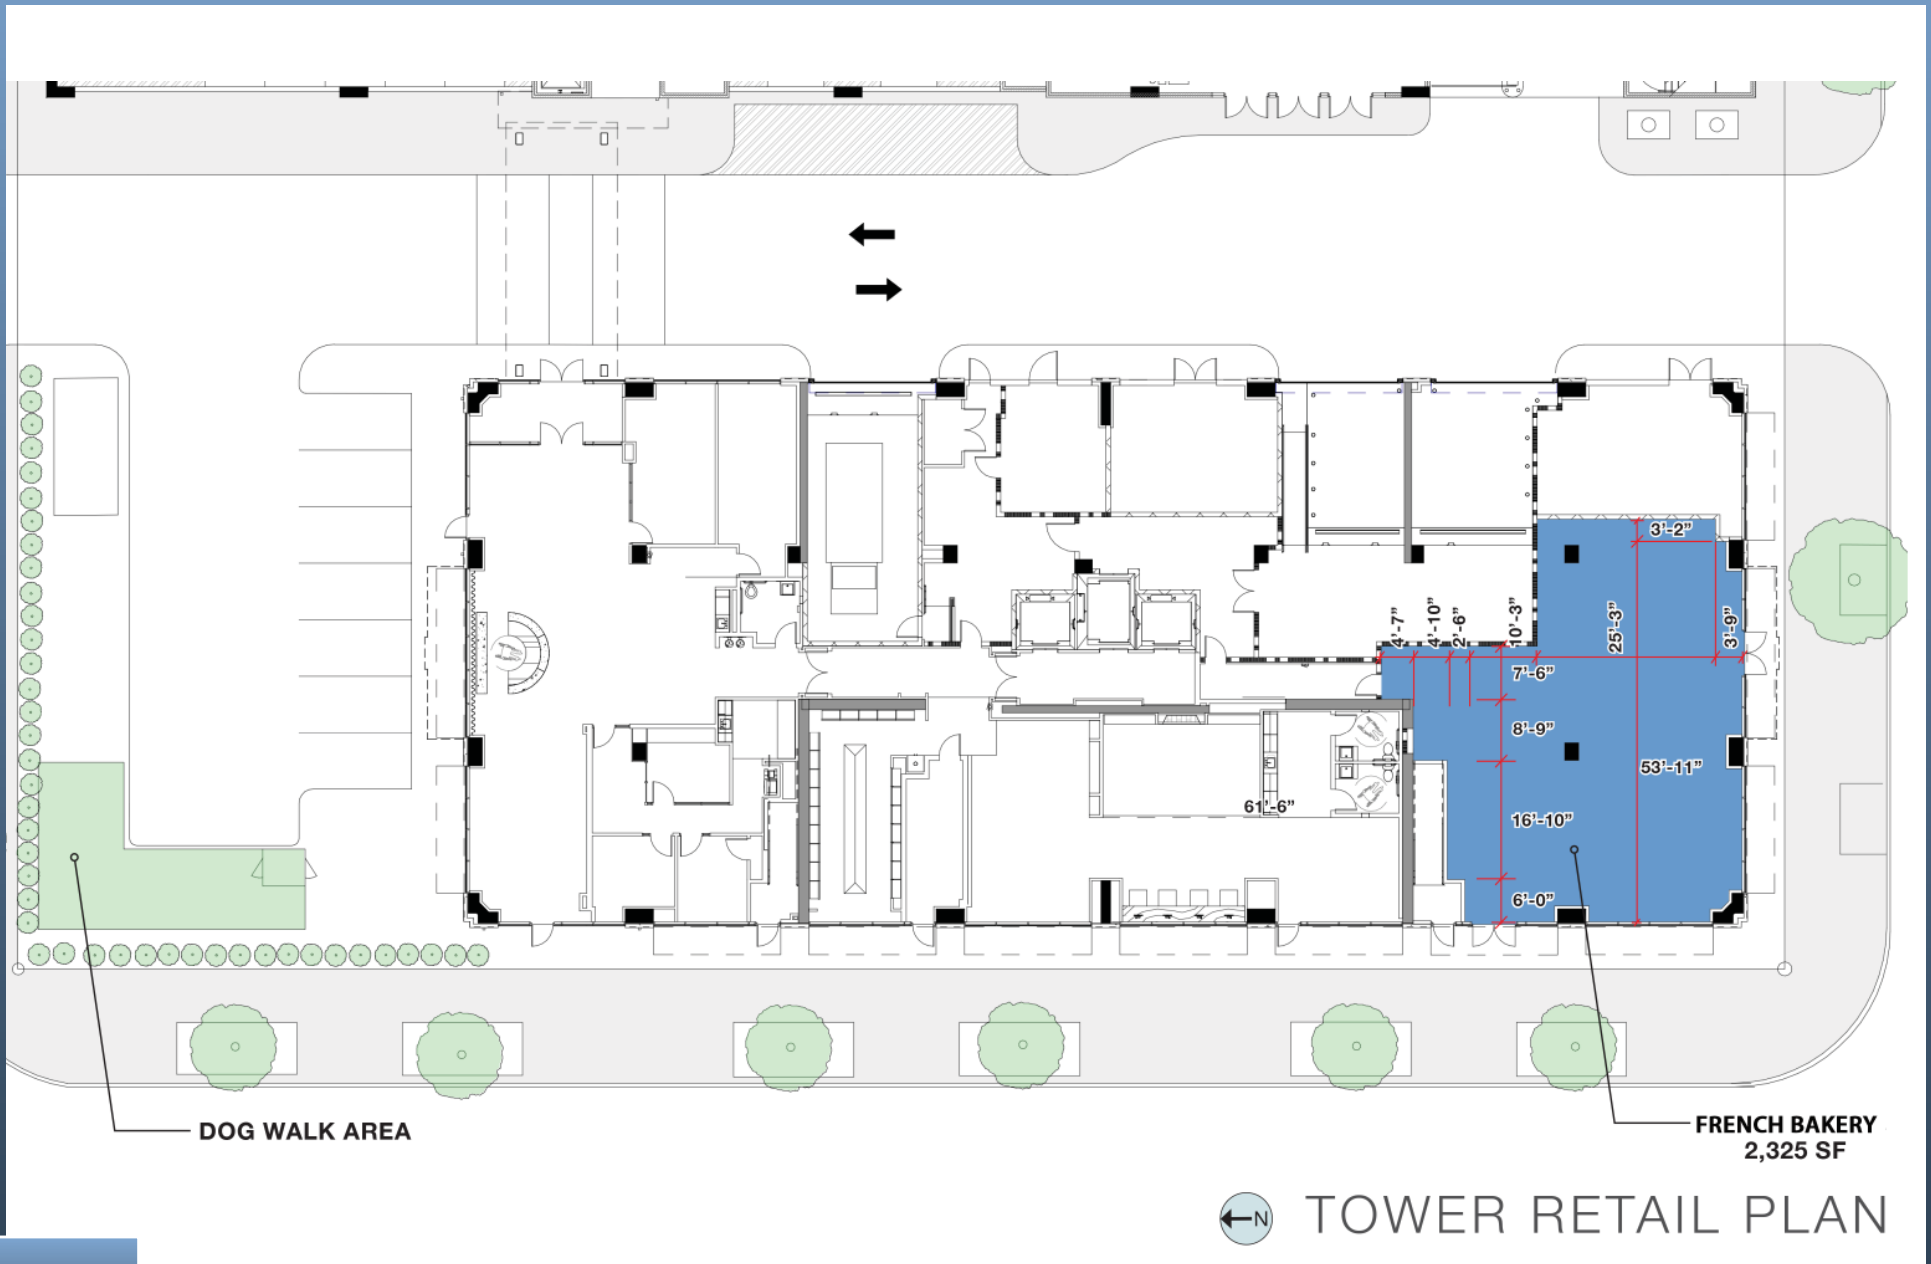 3’-2”
4’-7”
4’-10”
2’-6”
10’-3”
25’-3”
3’-9”
7’-6”
8’-9”
53’-11”
61’-6”
16’-10”
6’-0”
DOG WALK AREA
FRENCH BAKERY
2,325 SF
N
TOWER RETAIL PLAN